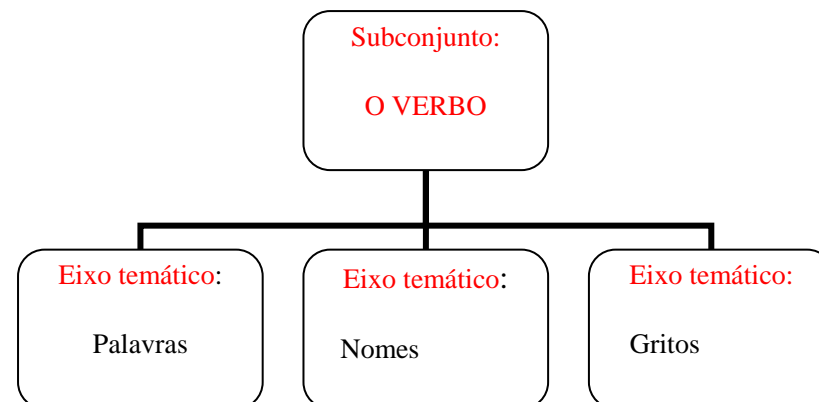 Subconjunto:
O VERBO
Eixo temático:
Palavras
Eixo temático:
Nomes
Eixo temático:
Gritos